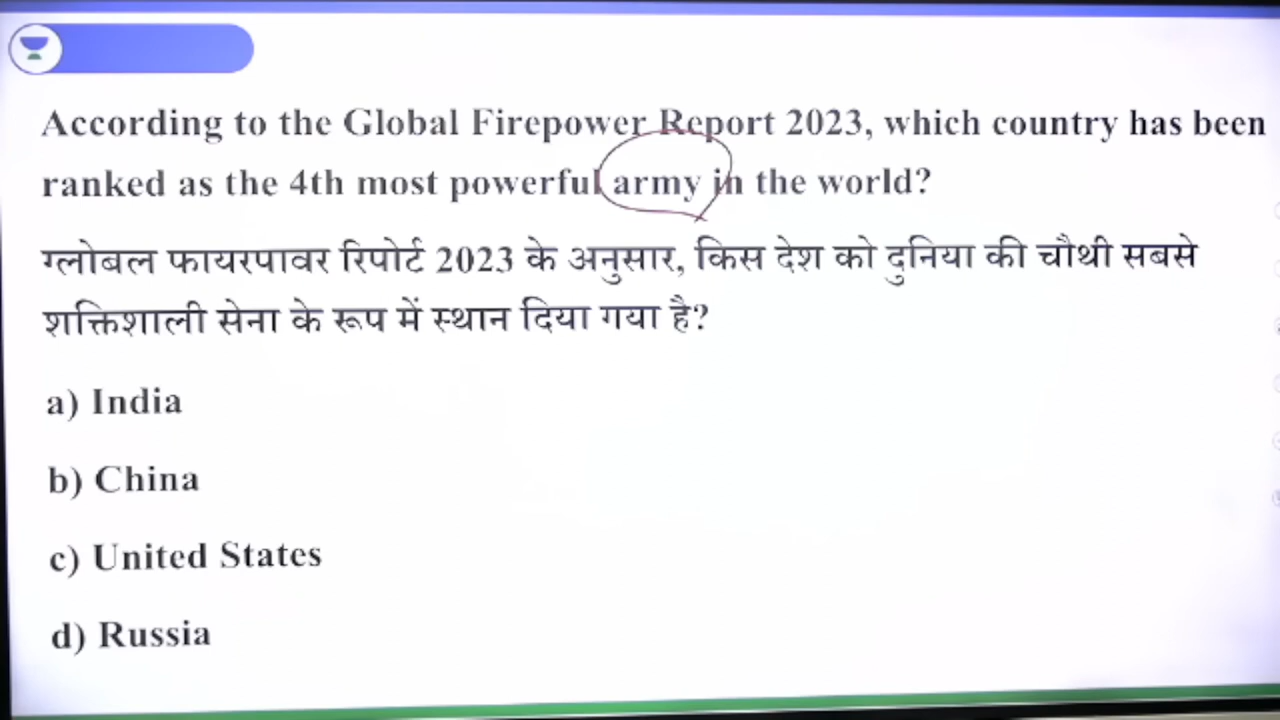 According to the Global Firepower Report 2023, which country has been
ranked as the 4th most powerful army in the world?
ग्लोबल फायरपावर रिपोर्ट 2023 के अनुसार, किस देश को दुनिया की चौथी सबसे
शक्तिशाली सेना के रूप में स्थान दिया गया है?
a) India
b) China
c) United States
d) Russia